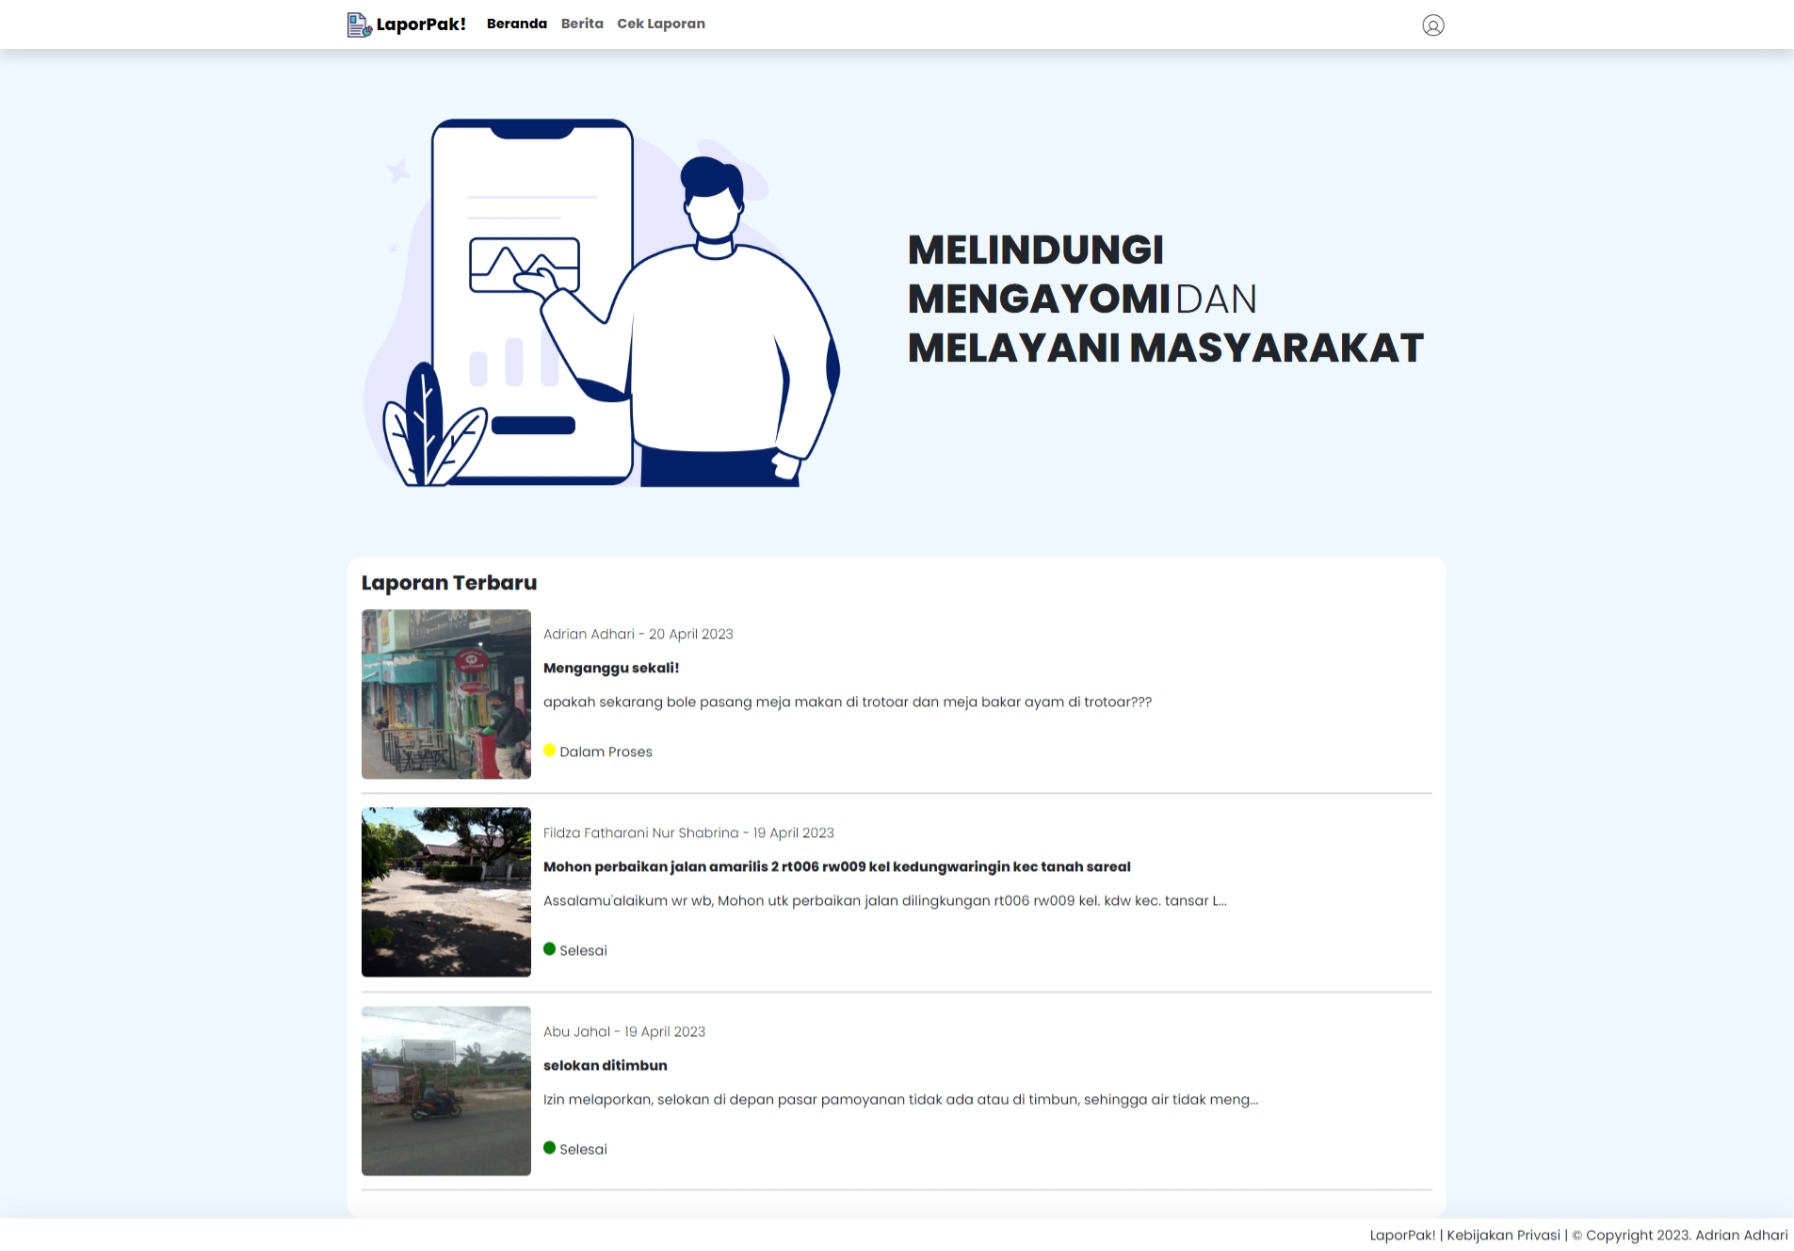 LaporPak! Beranda Berita Cek Laporan
MELINDUNGI
MENGAYOMI DAN
MELAYANI MASYARAKAT
Laporan Terbaru
Adrian Adhari - 20 April 2023
Menganggu sekali!
apakah sekarang bole pasang meja makan di trotoar dan meja bakar ayam di trotoar???
Dalam Proses
Fildza Fatharani Nur Shabrina - 19 April 2023
Mohon perbaikan jalan amarilis 2 rt006 rw009 kel kedungwaringin kec tanah sareal
Assalamu'alaikum wr wb, Mohon utk perbaikan jalan dilingkungan rt006 rw009 kel. kdw kec. tansar L...
Selesai
Abu Jahal - 19 April 2023
selokan ditimbun
Izin melaporkan, selokan di depan pasar pamoyanan tidak ada atau di timbun, sehingga air tidak meng...
Selesai
LaporPak! | Kebijakan Privasi | © Copyright 2023. Adrian Adhari